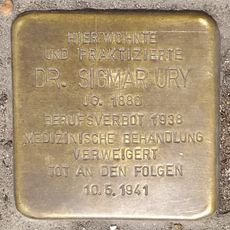 HIER WOHNTE
UND PRAKTIZIERTE
DR. SIGMAR URY
JG. 1880
BERUFSVERBOT 1938
MEDIZINISCHE BEHANDLUNG
VERWEIGERT
TOT AN DEN FOLGEN
10.5.1941